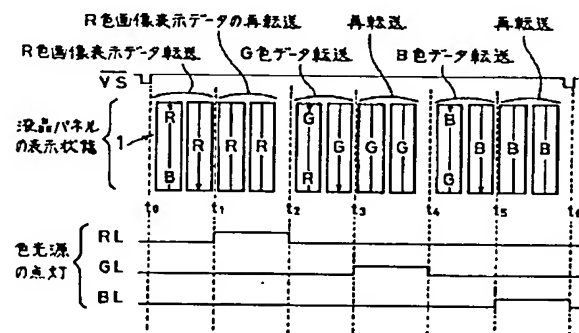 R色画像表示データの再転送 再転送 再転送
R色画像表示データ転送 G色データ転送 B色データ転送
VS
液晶パネル
の表示状態 1
R R R R G G G G B B B B
B R G
t0 t1 t2 t3 t4 t5 t6
RL
色光源 GL
の点灯
BL